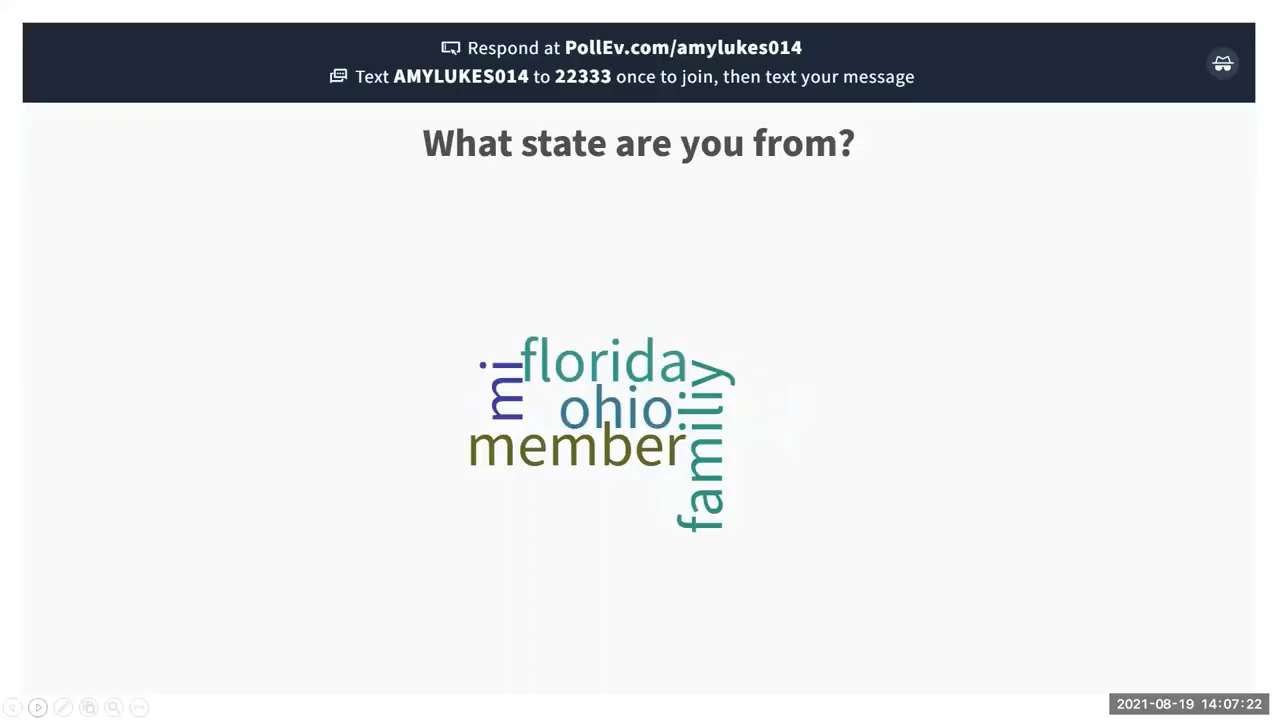 Respond at PollEv.com/amylukes014
Text AMYLUKES014 to 22333 once to join, then text your message
What state are you from?
mi
florida
ohio
member
familiy
2021-08-19 14:07:22